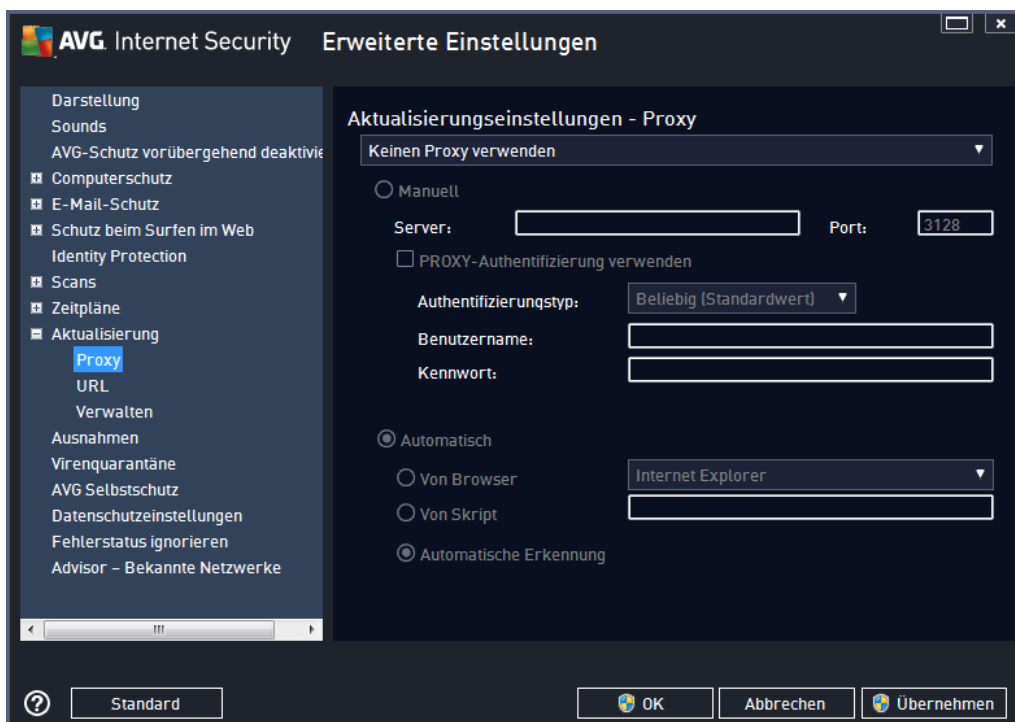 AVG. Internet Security Erweiterte Einstellungen
Darstellung
Sounds
AVG-Schutz vorübergehend deaktivie
Computerschutz
E-Mail-Schutz
Schutz beim Surfen im Web
Identity Protection
Scans
Zeitpläne
Aktualisierung
Proxy
URL
Verwalten
Ausnahmen
Virenquarantäne
AVG Selbstschutz
Datenschutzeinstellungen
Fehlerstatus ignorieren
Advisor – Bekannte Netzwerke
Aktualisierungseinstellungen - Proxy
Keinen Proxy verwenden
Manuell
Server: Port: 3128
PROXY-Authentifizierung verwenden
Authentifizierungstyp: Beliebig (Standardwert)
Benutzername:
Kennwort:
Automatisch
Von Browser Internet Explorer
Von Skript
Automatische Erkennung
? Standard OK Abbrechen Übernehmen